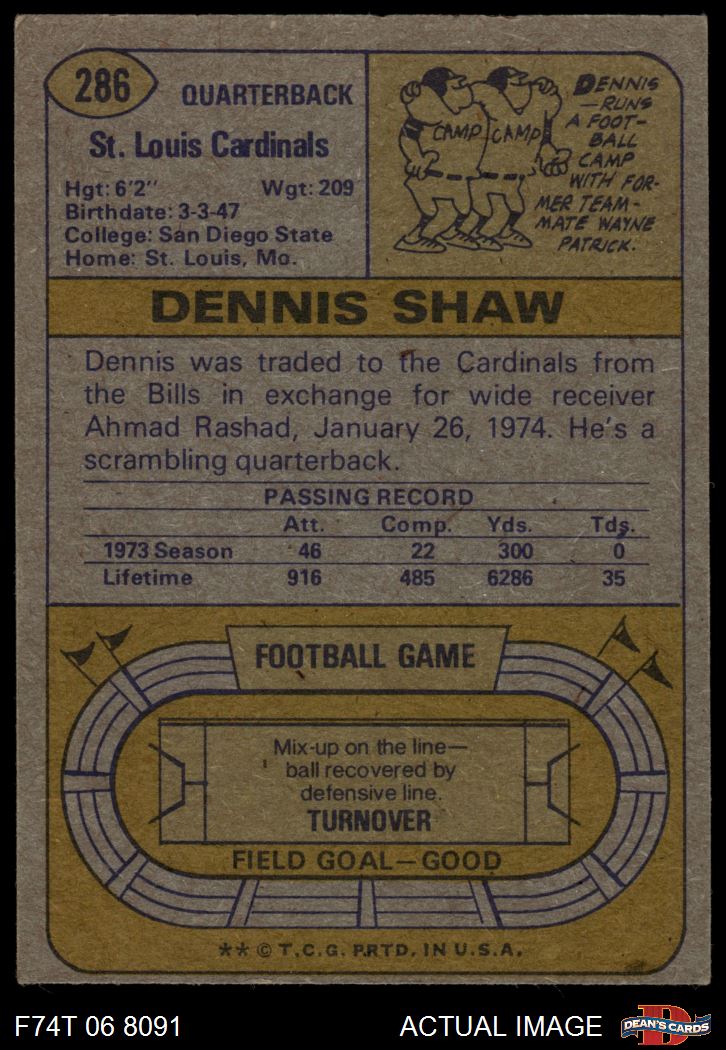 286
QUARTERBACK
St. Louis Cardinals
Hgt: 6'2" Wgt: 209
Birthdate: 3-3-47
College: San Diego State
Home: St. Louis, Mo.
CAMP CAMP
DENNIS
—RUNS
A FOOT-
BALL
CAMP
WITH FOR-
MER TEAM-
MATE WAYNE
PATRICK.
DENNIS SHAW
Dennis was traded to the Cardinals from
the Bills in exchange for wide receiver
Ahmad Rashad, January 26, 1974. He's a
scrambling quarterback.
PASSING RECORD
Att. Comp. Yds. Tds.
1973 Season 46 22 300 0
Lifetime 916 485 6286 35
FOOTBALL GAME
Mix-up on the line—
ball recovered by
defensive line.
TURNOVER
FIELD GOAL—GOOD
** © T.C.G. PRTD. IN U.S.A.
F74T 06 8091 ACTUAL IMAGE
D
DEAN'S CARDS